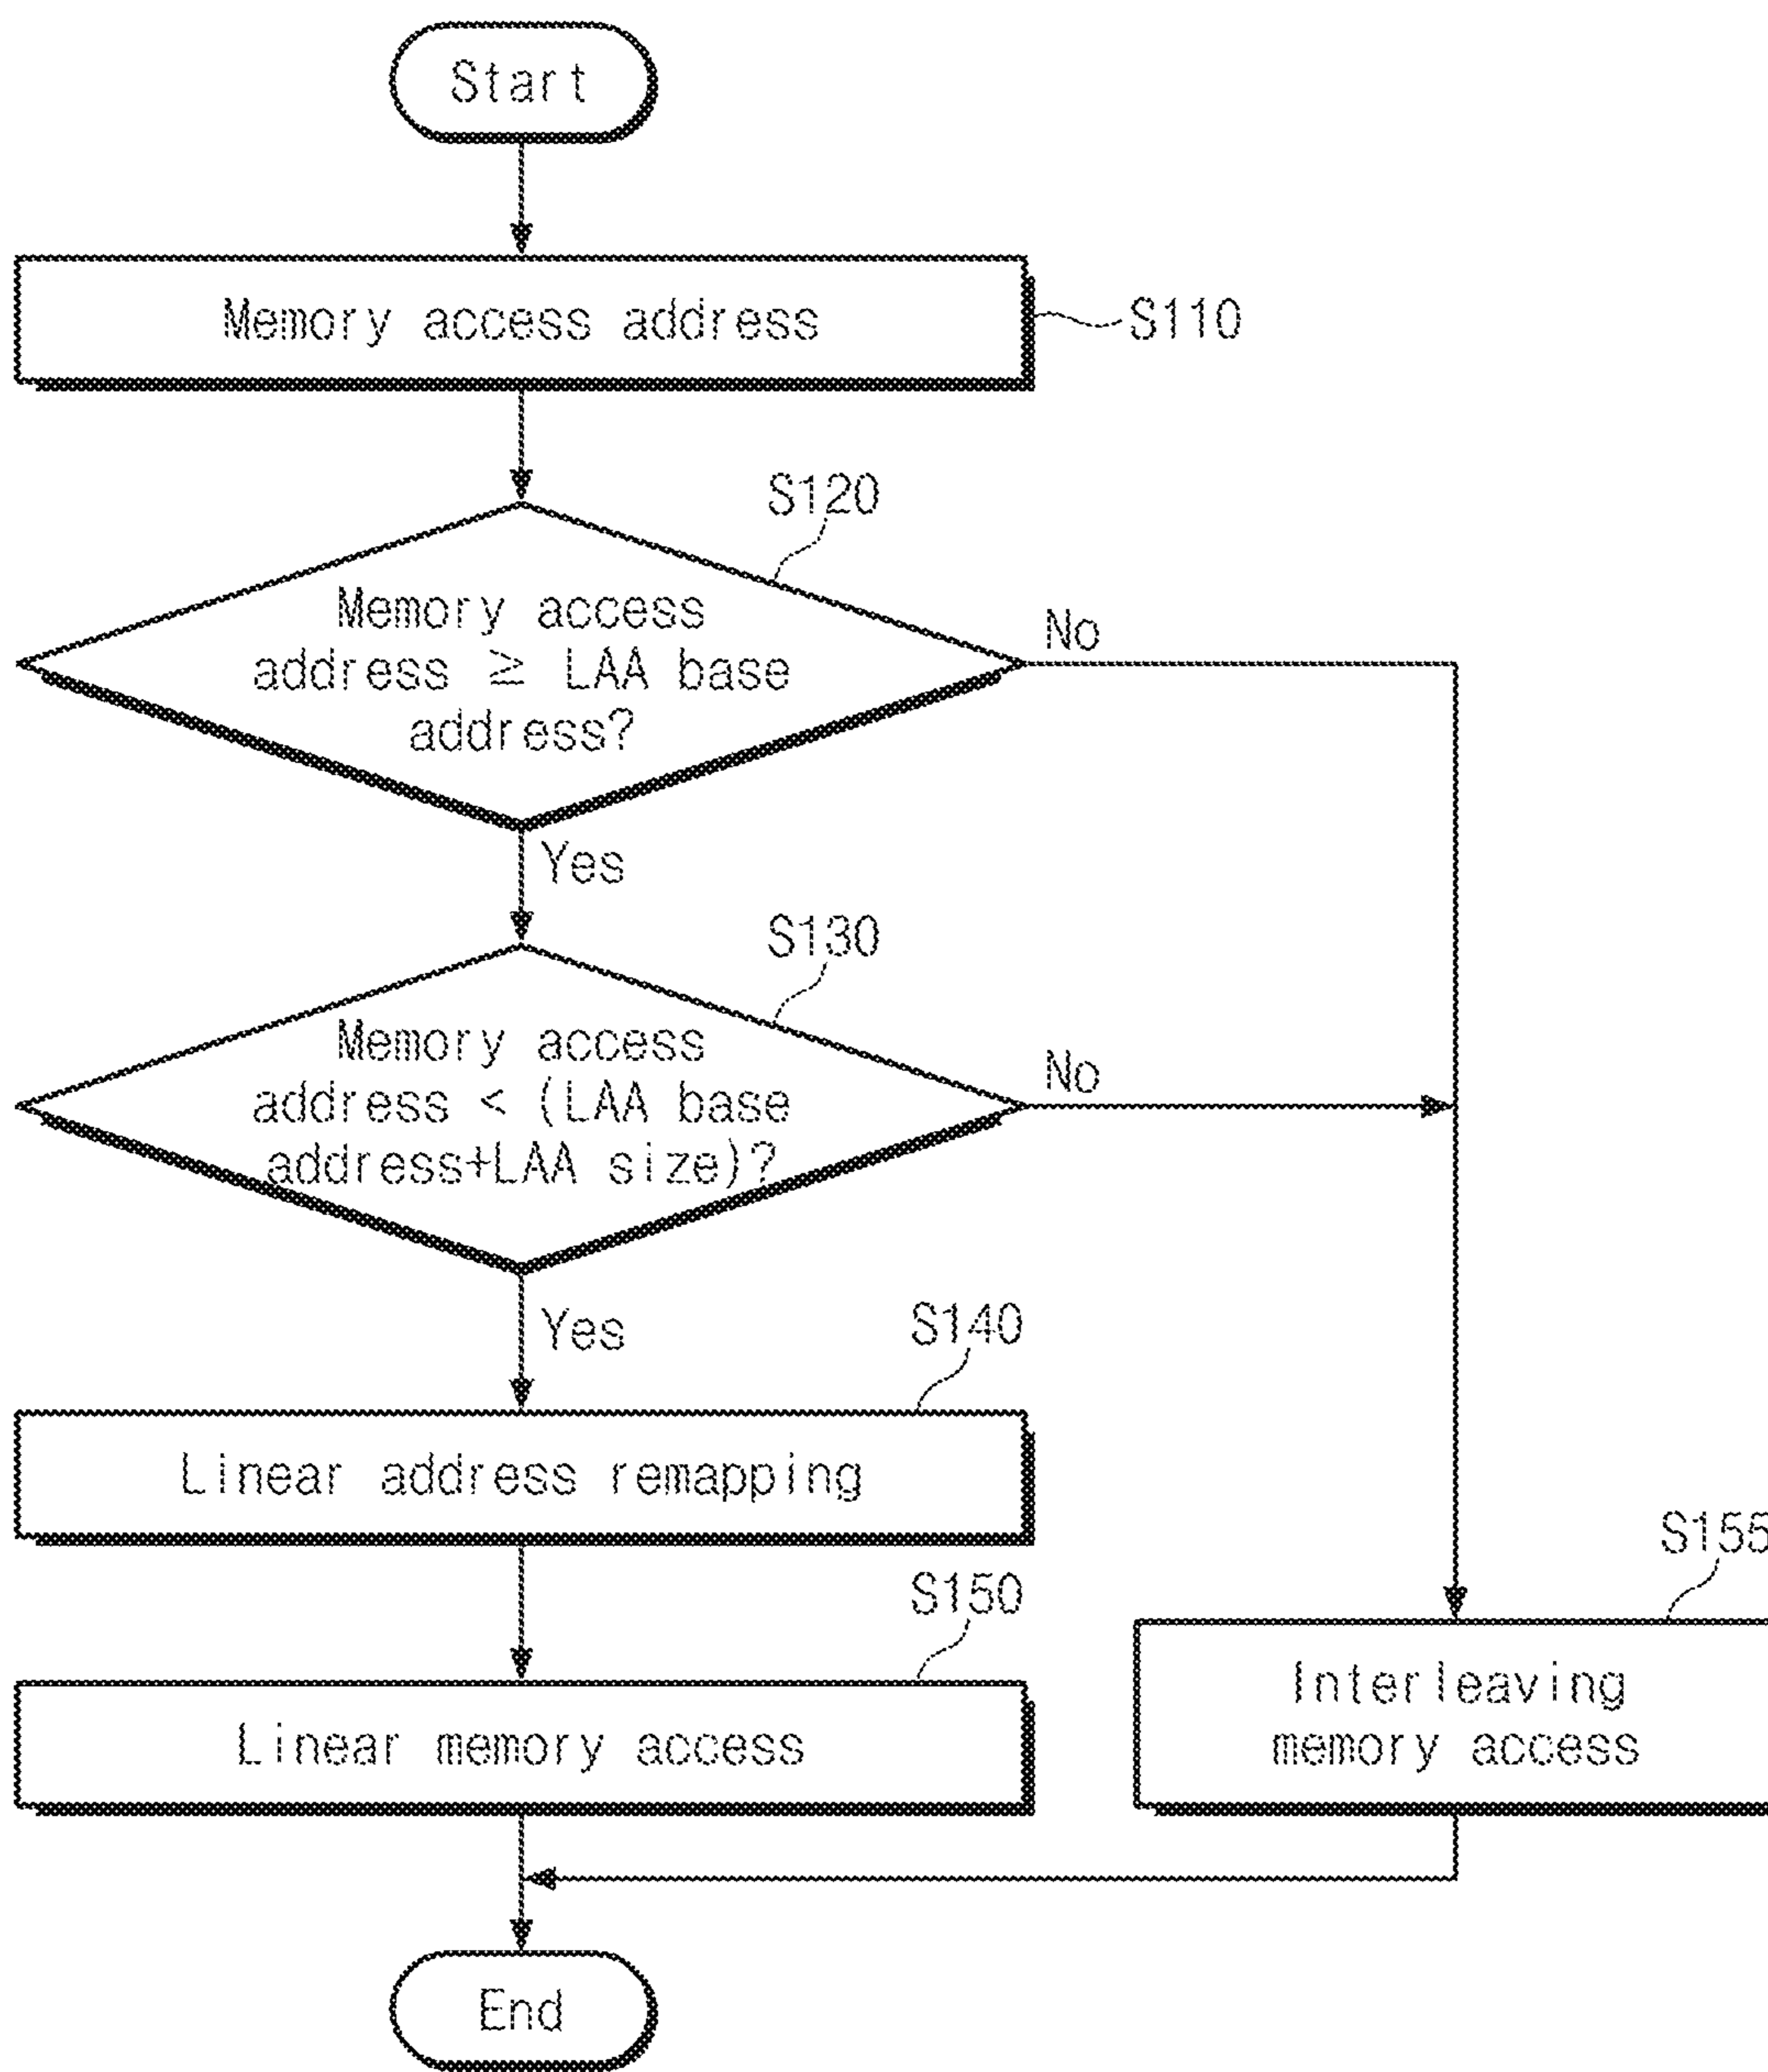 Start
Memory access address
S110
S120
Memory access
address ≥ LAA base
address?
No
Yes
S130
Memory access
address < (LAA base
address+LAA size)?
No
Yes
S140
Linear address remapping
S150
Linear memory access
S155
Interleaving
memory access
End